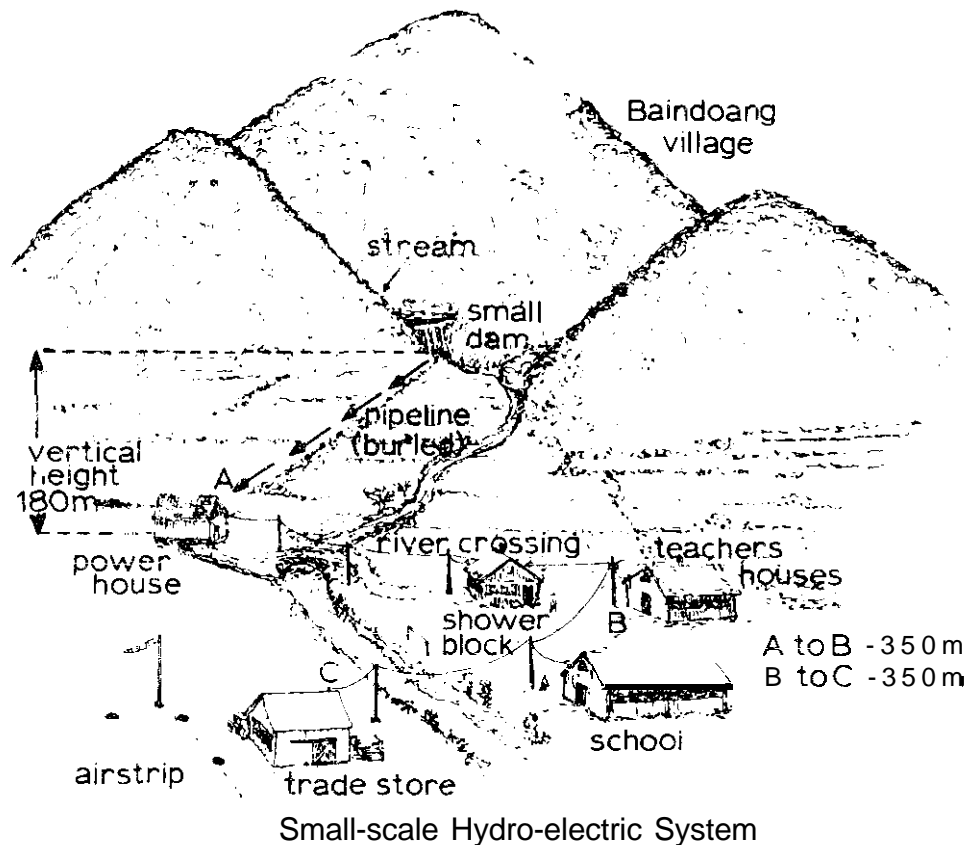 Baindoang
village
stream
small
dam
pipeline
(buried)
vertical
height
180m
A
power
house
river crossing
teachers
houses
shower
block
B
A to B -350m
B to C -350m
C
school
airstrip
trade store
Small-scale Hydro-electric System